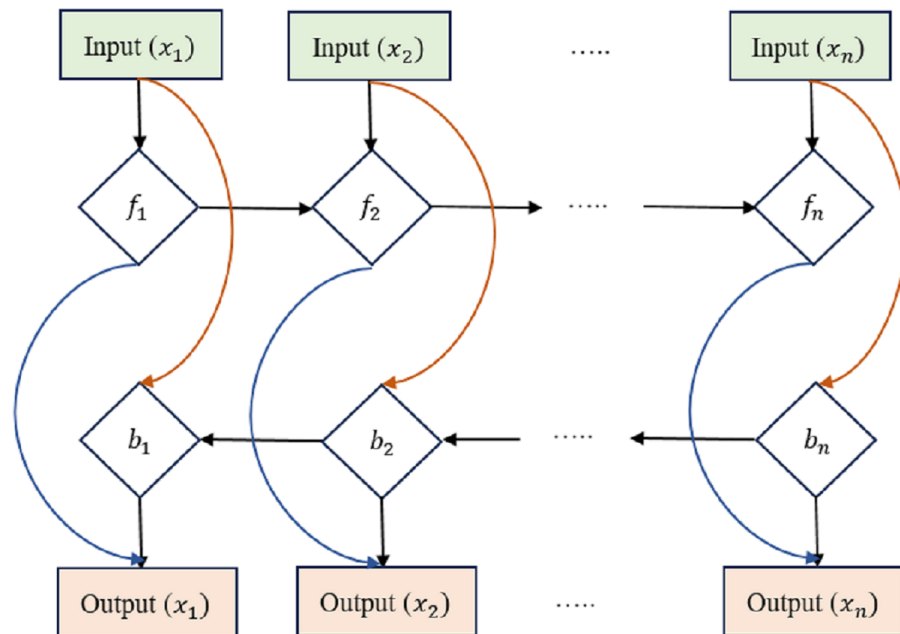 Input (x₁) Input (x₂) ..... Input (xₙ)
f₁ f₂ ..... fₙ
b₁ b₂ ..... bₙ
Output (x₁) Output (x₂) ..... Output (xₙ)